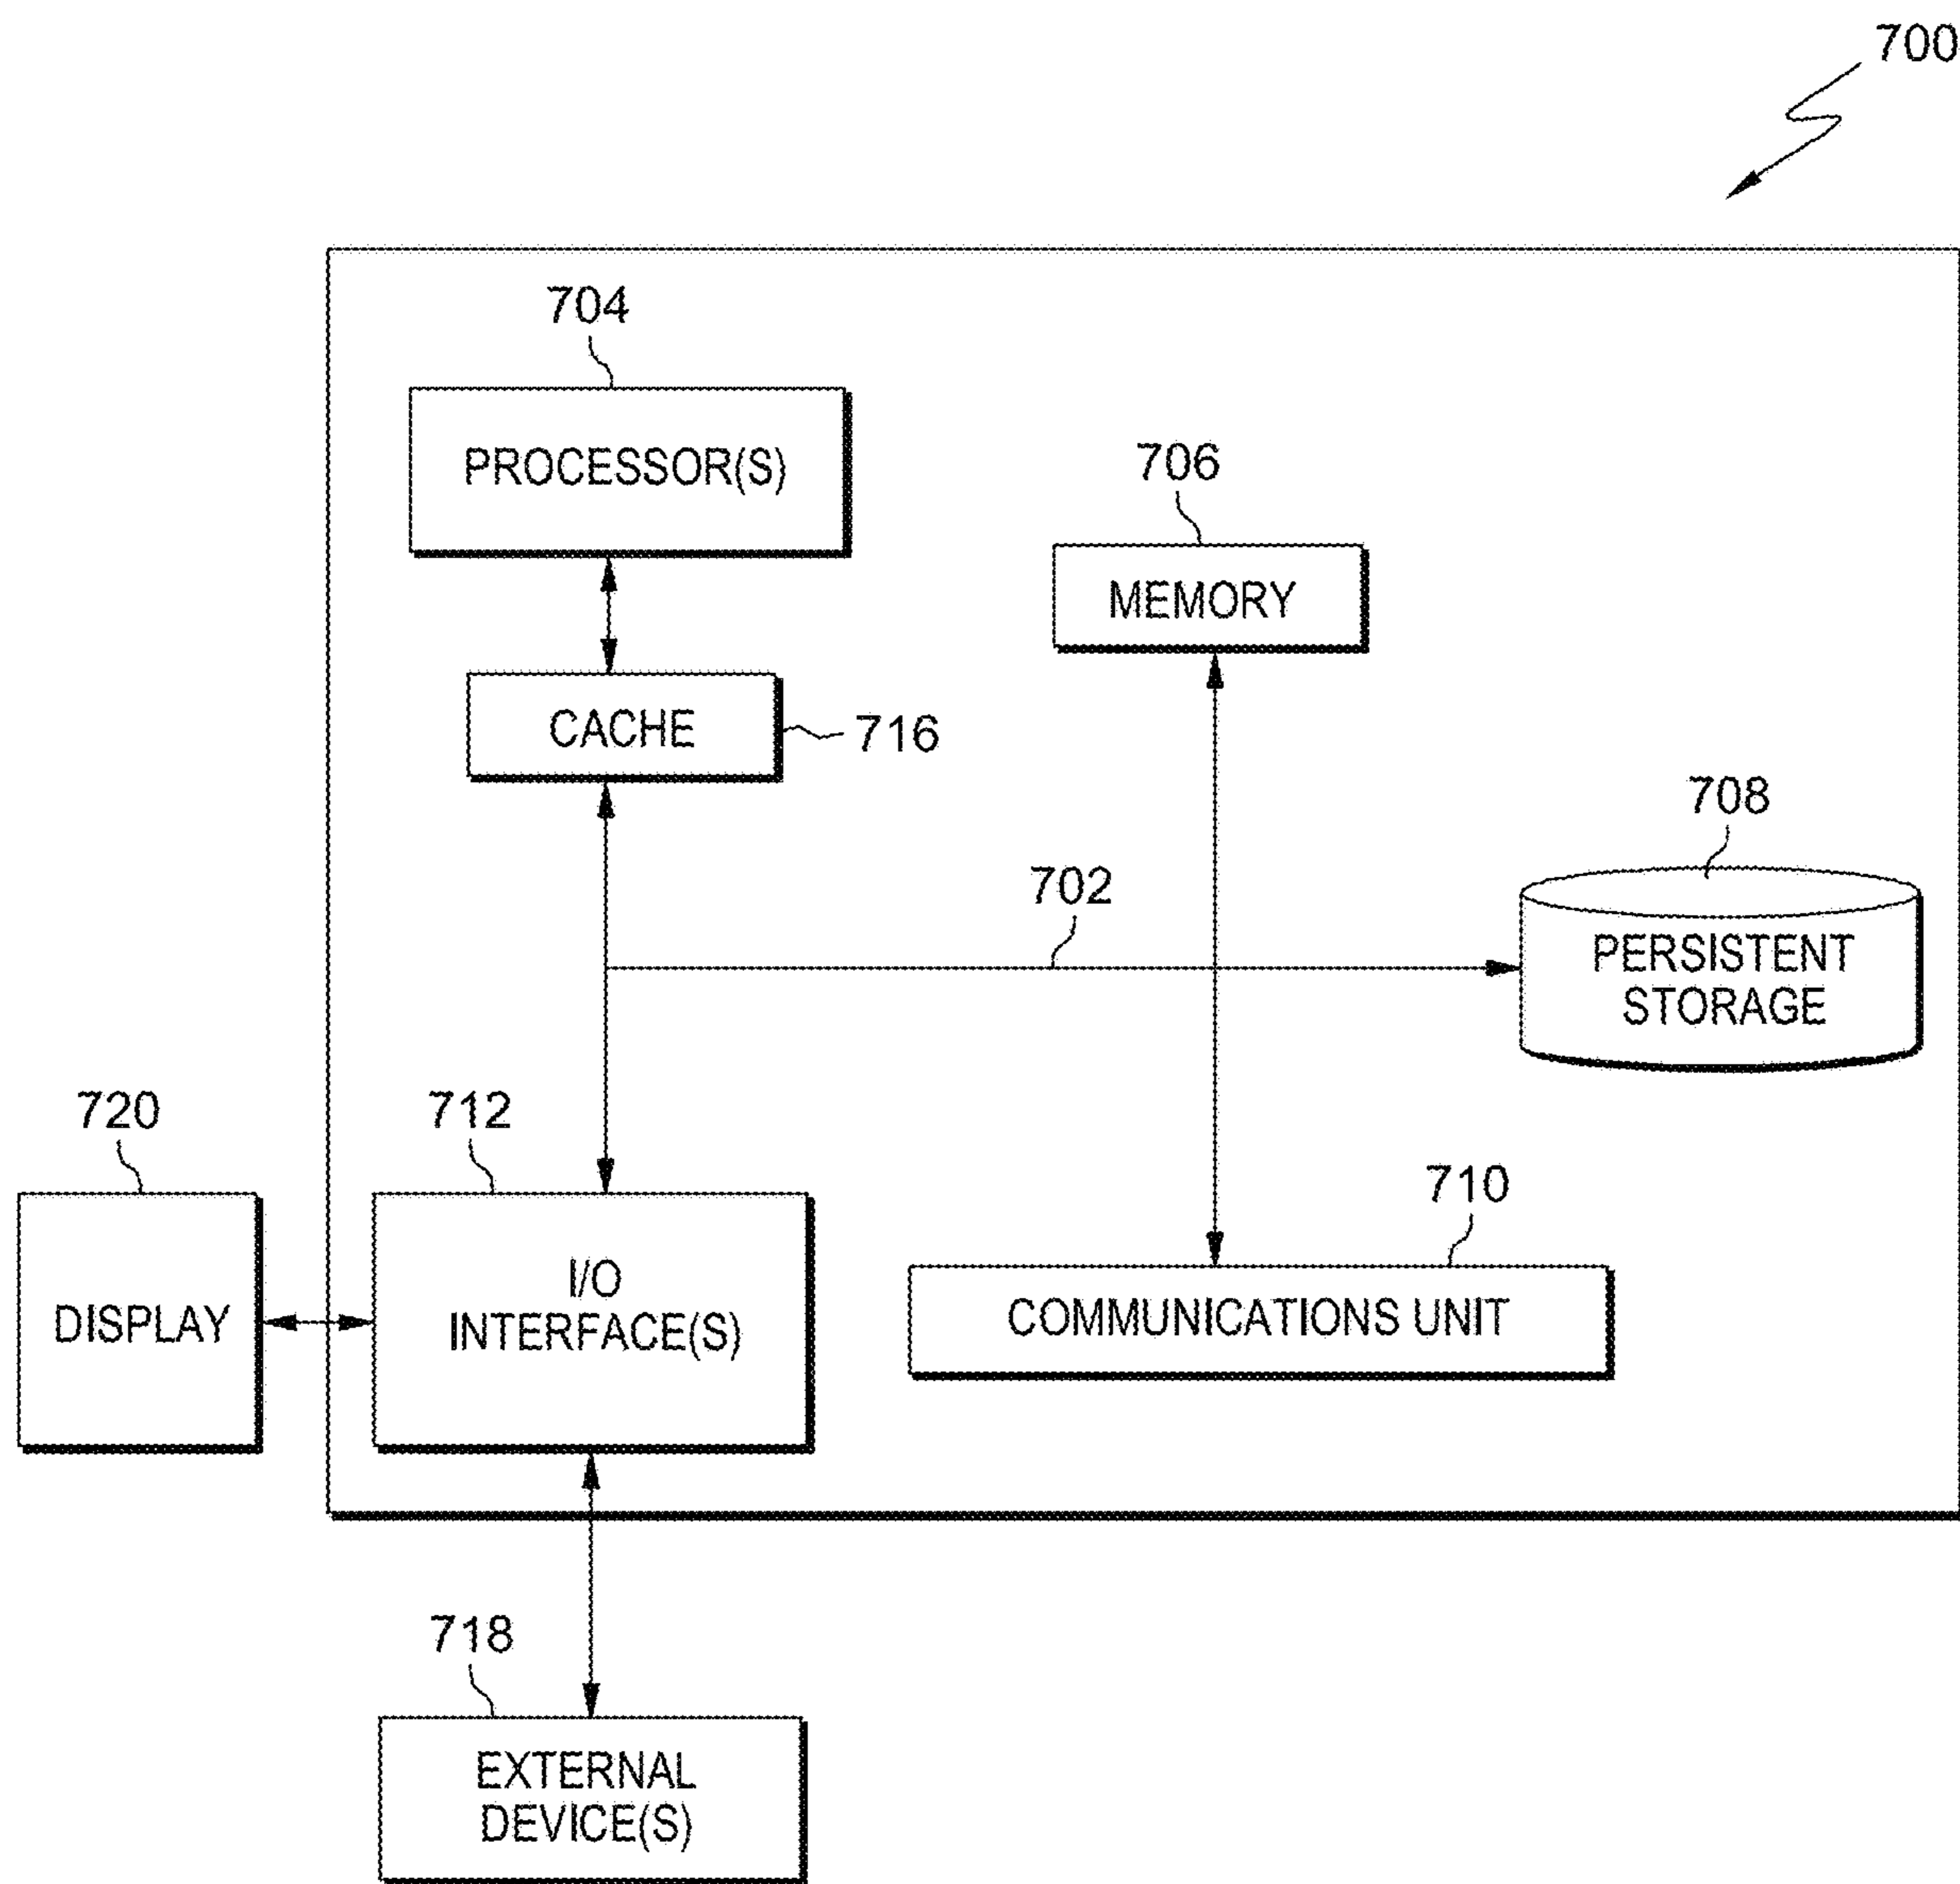 700
704
PROCESSOR(S)
706
MEMORY
CACHE
716
708
702
PERSISTENT
STORAGE
720
712
710
I/O
INTERFACE(S)
DISPLAY
COMMUNICATIONS UNIT
718
EXTERNAL
DEVICE(S)